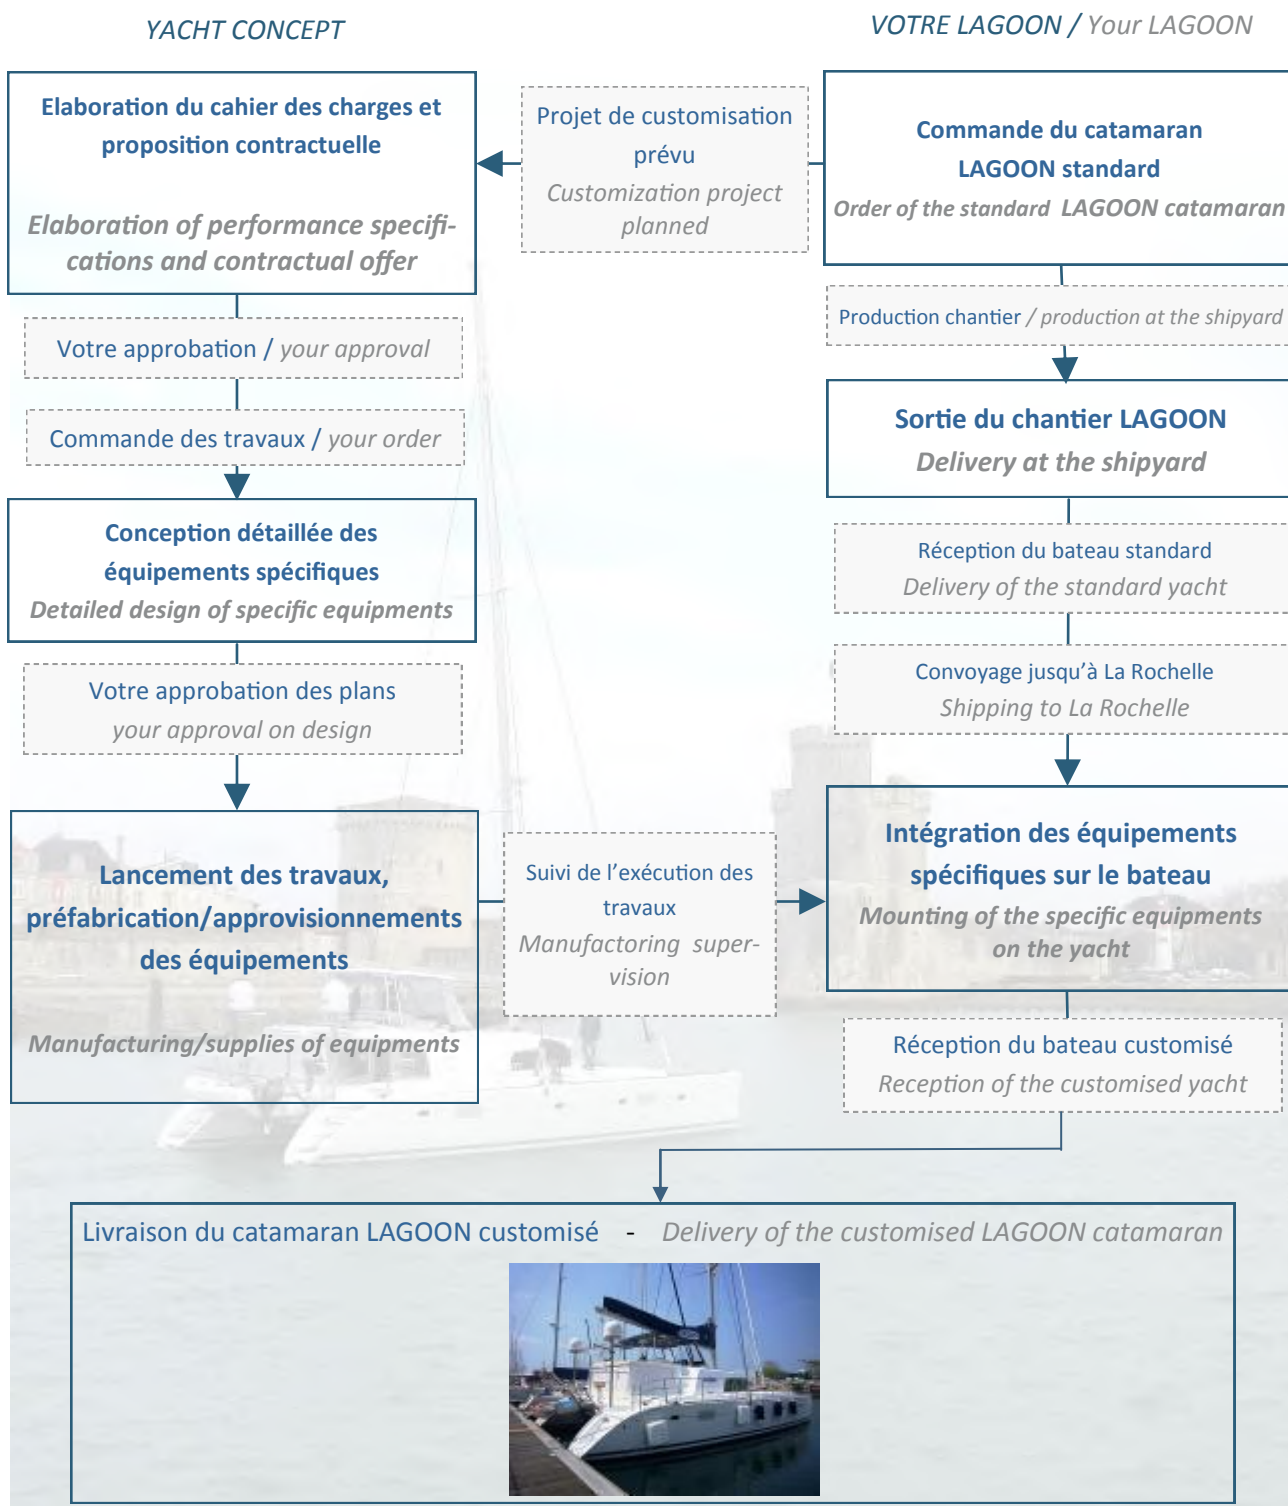 YACHT CONCEPT
VOTRE LAGOON / Your LAGOON
Elaboration du cahier des charges et
proposition contractuelle
Elaboration of performance specifi-
cations and contractual offer
Projet de customisation
prévu
Customization project
planned
Commande du catamaran
LAGOON standard
Order of the standard LAGOON catamaran
Votre approbation / your approval
Production chantier / production at the shipyard
Commande des travaux / your order
Sortie du chantier LAGOON
Delivery at the shipyard
Conception détaillée des
équipements spécifiques
Detailed design of specific equipments
Réception du bateau standard
Delivery of the standard yacht
Votre approbation des plans
your approval on design
Convoyage jusqu’à La Rochelle
Shipping to La Rochelle
Lancement des travaux,
préfabrication/approvisionnements
des équipements
Manufacturing/supplies of equipments
Suivi de l’exécution des
travaux
Manufactoring super-
vision
Intégration des équipements
spécifiques sur le bateau
Mounting of the specific equipments
on the yacht
Réception du bateau customisé
Reception of the customised yacht
Livraison du catamaran LAGOON customisé - Delivery of the customised LAGOON catamaran